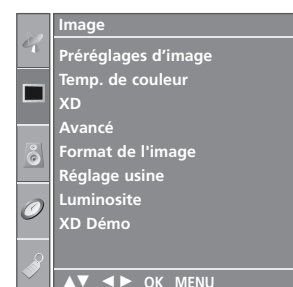 Image
Préréglages d’image
Temp. de couleur
XD
Avancé
Format de l'image
Réglage usine
Luminosite
XD Démo
▲▼ ◄► OK MENU